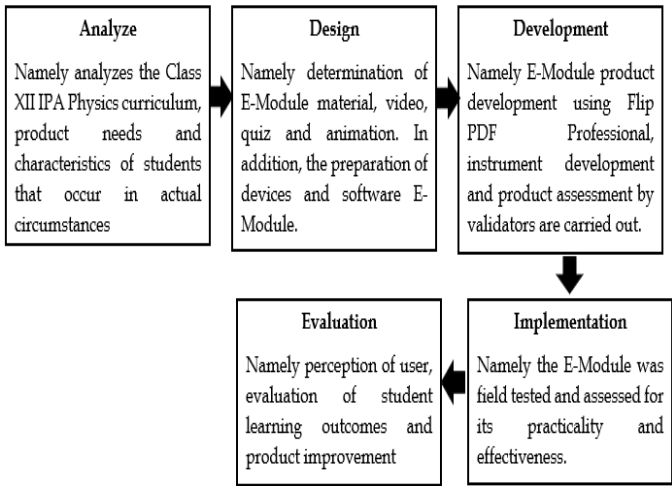 Analyze
Namely analyzes the Class
XII IPA Physics curriculum,
product needs and
characteristics of students
that occur in actual
circumstances
Design
Namely determination of
E-Module material, video,
quiz and animation. In
addition, the preparation of
devices and software E-
Module.
Development
Namely E-Module product
development using Flip
PDF Professional,
instrument development
and product assessment by
validators are carried out.
Implementation
Namely the E-Module was
field tested and assessed for
its practicality and
effectiveness.
Evaluation
Namely perception of user,
evaluation of student
learning outcomes and
product improvement